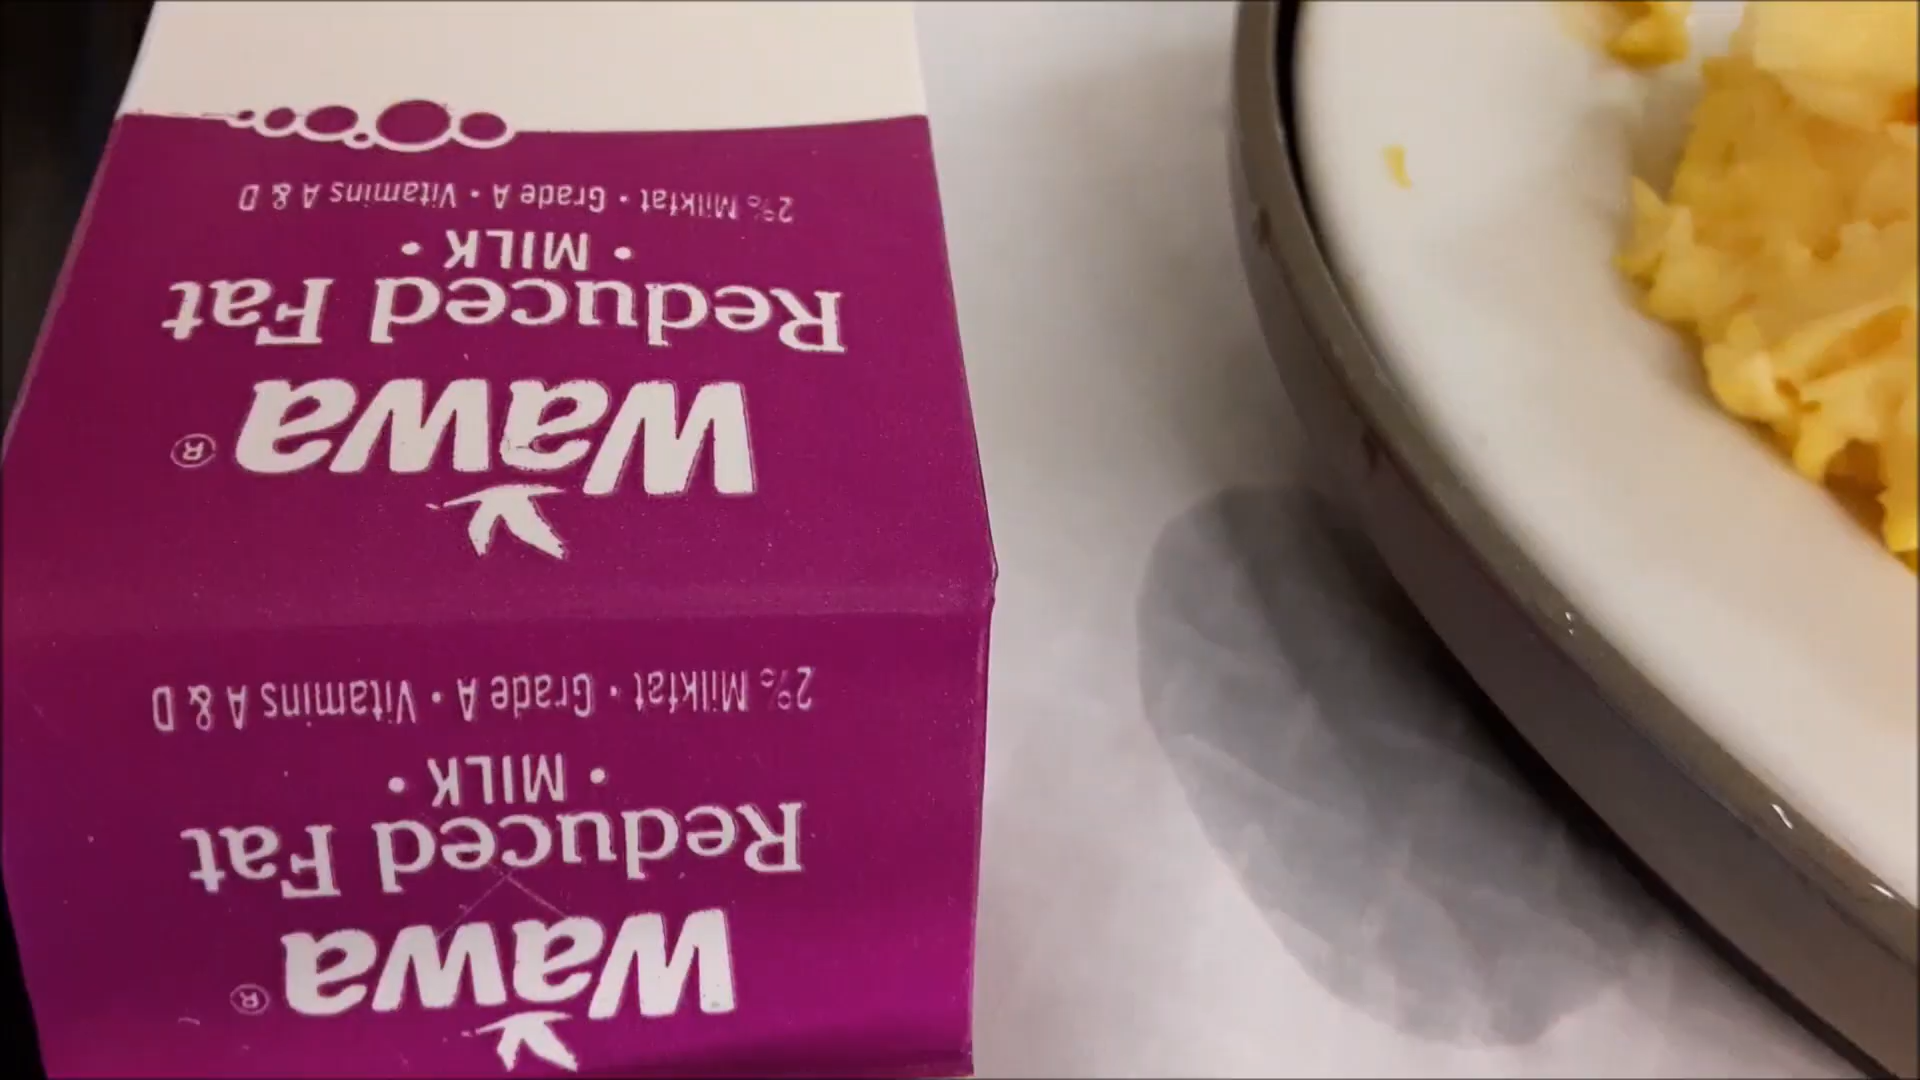 wawa®
Reduced Fat
• MILK •
2% Milkfat • Grade A • Vitamins A & D
wawa®
Reduced Fat
• MILK •
2% Milkfat • Grade A • Vitamins A & D